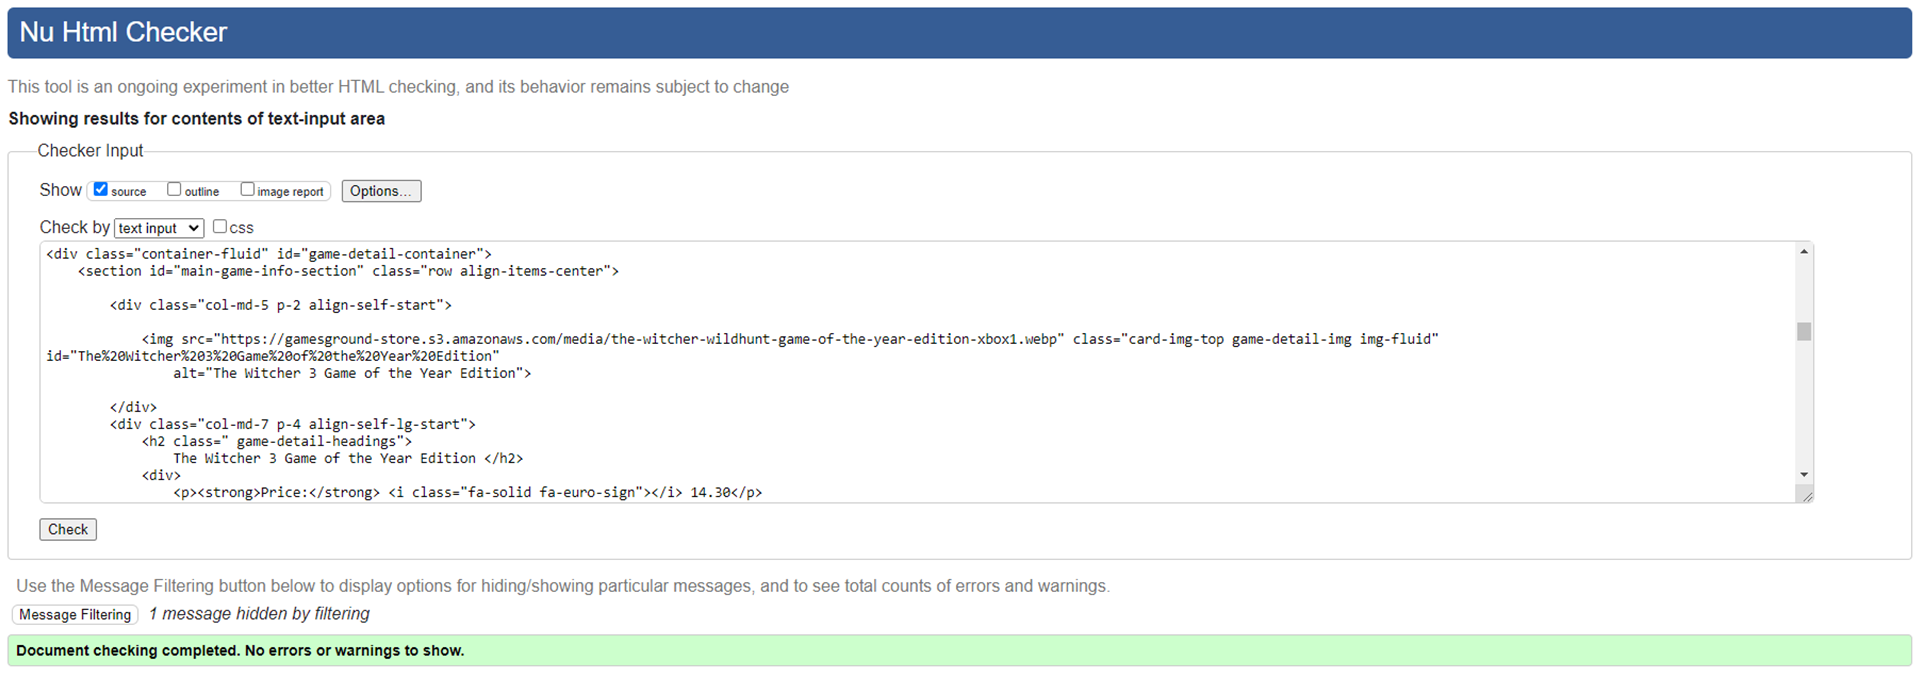 Nu Html Checker
This tool is an ongoing experiment in better HTML checking, and its behavior remains subject to change
Showing results for contents of text-input area
Checker Input
Show source outline image report Options...
Check by text input css
<div class="container-fluid" id="game-detail-container">
<section id="main-game-info-section" class="row align-items-center">
<div class="col-md-5 p-2 align-self-start">
<img src="https://gamesground-store.s3.amazonaws.com/media/the-witcher-wildhunt-game-of-the-year-edition-xbox1.webp" class="card-img-top game-detail-img img-fluid"
id="The%20Witcher%203%20Game%20of%20the%20Year%20Edition"
alt="The Witcher 3 Game of the Year Edition">
</div>
<div class="col-md-7 p-4 align-self-lg-start">
<h2 class=" game-detail-headings">
The Witcher 3 Game of the Year Edition </h2>
<div>
<p><strong>Price:</strong> <i class="fa-solid fa-euro-sign"></i> 14.30</p>
Check
Use the Message Filtering button below to display options for hiding/showing particular messages, and to see total counts of errors and warnings.
Message Filtering 1 message hidden by filtering
Document checking completed. No errors or warnings to show.